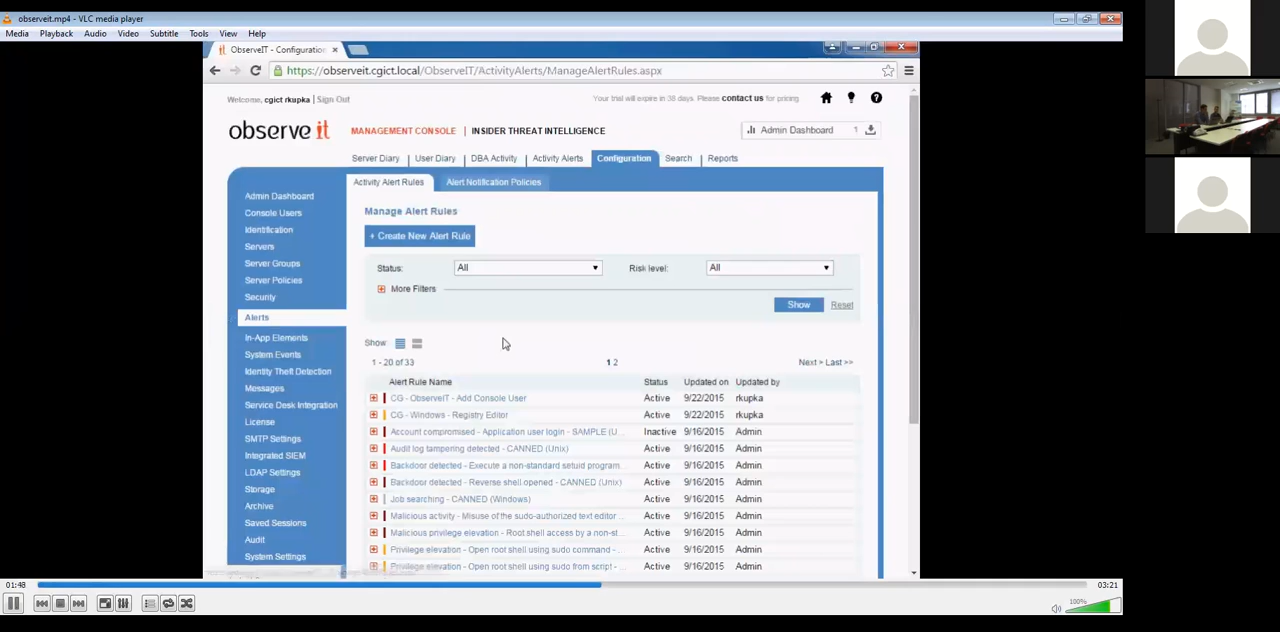 observeit.mp4 - VLC media player
Media Playback Audio Video Subtitle Tools View Help
ObserveIT - Configuration
https://observeit.cgict.local/ObserveIT/ActivityAlerts/ManageAlertRules.aspx
Welcome, cgict rkupka | Sign Out
Your trial will expire in 38 days. Please contact us for pricing.
observe it MANAGEMENT CONSOLE | INSIDER THREAT INTELLIGENCE
Admin Dashboard 1
Server Diary | User Diary | DBA Activity | Activity Alerts | Configuration | Search | Reports
Activity Alert Rules Alert Notification Policies
Admin Dashboard
Console Users
Identification
Servers
Server Groups
Server Policies
Security
Alerts
In-App Elements
System Events
Identity Theft Detection
Messages
Service Desk Integration
License
SMTP Settings
Integrated SIEM
LDAP Settings
Storage
Archive
Saved Sessions
Audit
System Settings
Manage Alert Rules
+ Create New Alert Rule
Status: All Risk level: All
More Filters
Show Reset
Show:
1 - 20 of 33 1 2 Next > Last >>
Alert Rule Name Status Updated on Updated by
CG - ObserveIT - Add Console User Active 9/22/2015 rkupka
CG - Windows - Registry Editor Active 9/22/2015 rkupka
Account compromised - Application user login - SAMPLE (U... Inactive 9/16/2015 Admin
Audit log tampering detected - CANNED (Unix) Active 9/16/2015 Admin
Backdoor detected - Execute a non-standard setuid program... Active 9/16/2015 Admin
Backdoor detected - Reverse shell opened - CANNED (Unix) Active 9/16/2015 Admin
Job searching - CANNED (Windows) Active 9/16/2015 Admin
Malicious activity - Misuse of the sudo-authorized text editor ... Active 9/16/2015 Admin
Malicious privilege elevation - Root shell access by a non-st... Active 9/16/2015 Admin
Privilege elevation - Open root shell using sudo command -... Active 9/16/2015 Admin
Privilege elevation - Open root shell using sudo from script -... Active 9/16/2015 Admin
01:48 03:21
100%